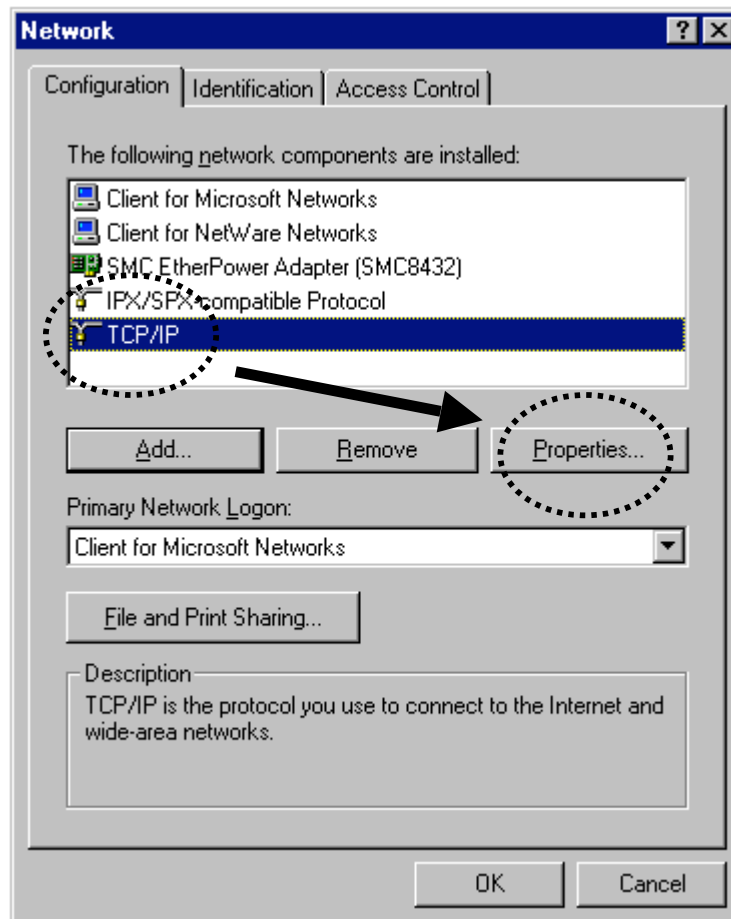 Network
Configuration Identification Access Control
The following network components are installed:
Client for Microsoft Networks
Client for NetWare Networks
SMC EtherPower Adapter (SMC8432)
IPX/SPX-compatible Protocol
TCP/IP
Add... Remove Properties...
Primary Network Logon:
Client for Microsoft Networks
File and Print Sharing...
Description
TCP/IP is the protocol you use to connect to the Internet and
wide-area networks.
OK Cancel